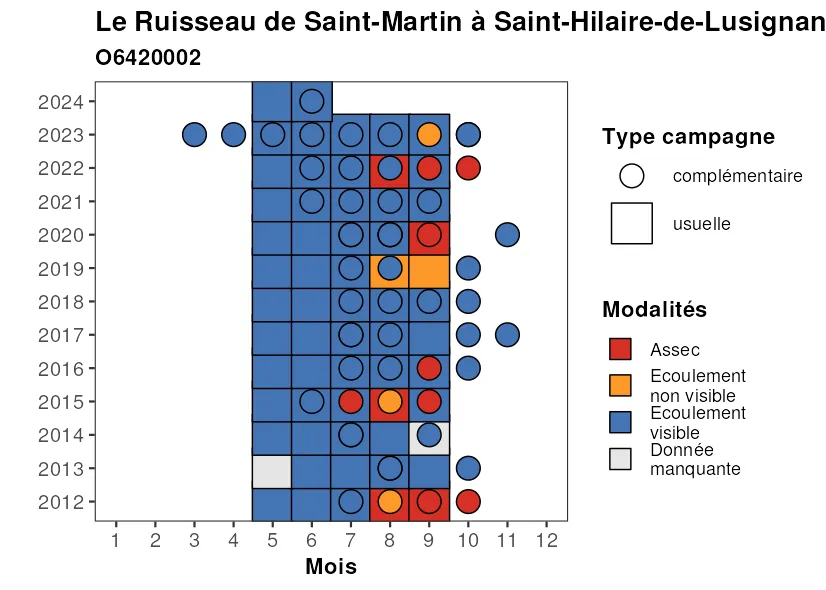 Le Ruisseau de Saint-Martin à Saint-Hilaire-de-Lusignan
O6420002
2024
2023
2022
2021
2020
2019
2018
2017
2016
2015
2014
2013
2012
1 2 3 4 5 6 7 8 9 10 11 12
Mois
Type campagne
complémentaire
usuelle
Modalités
Assec
Ecoulement
non visible
Ecoulement
visible
Donnée
manquante